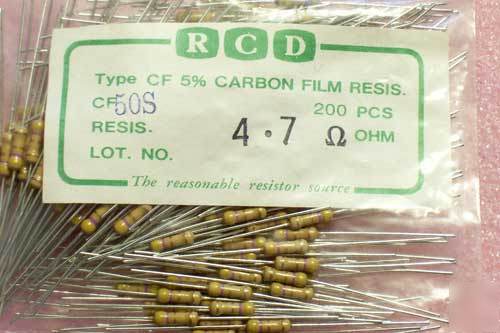 RCD
Type CF 5% CARBON FILM RESIS.
CF 50S 200 PCS
RESIS. 4.7 Ω OHM
LOT. NO.
The reasonable resistor source